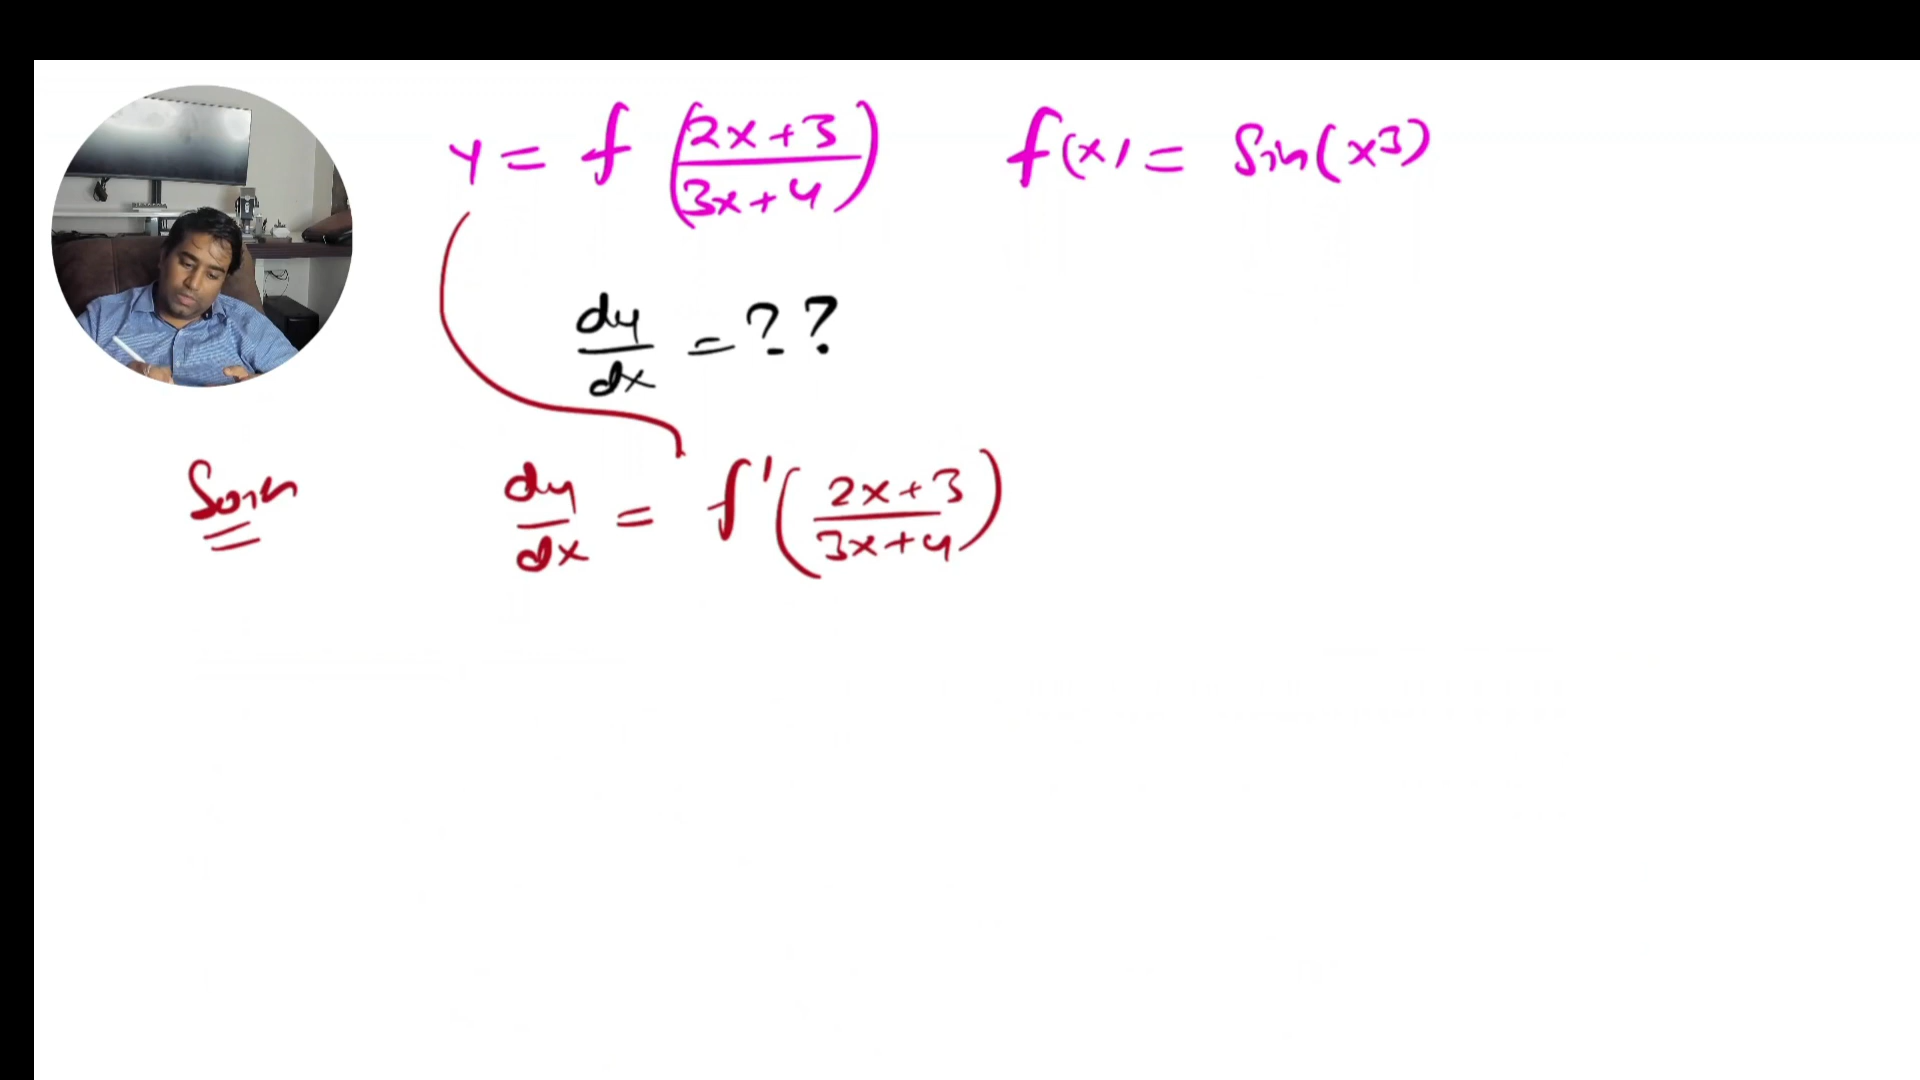 y = f (2x+3 / 3x+4) f(x) = Sin(x3)
dy/dx = ??
Soln dy/dx = f'(2x+3 / 3x+4)